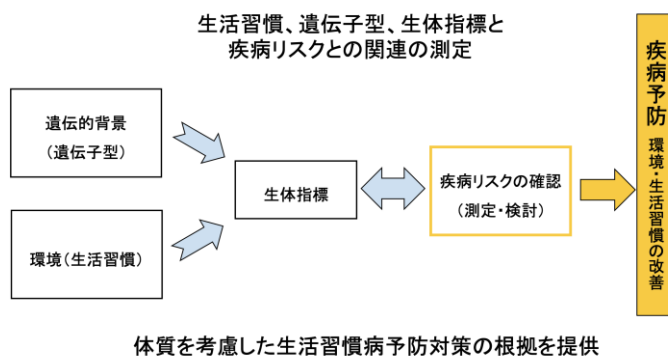 生活習慣、遺伝子型、生体指標と
疾病リスクとの関連の測定
遺伝的背景
(遺伝子型)
環境(生活習慣)
生体指標
疾病リスクの確認
(測定・検討)
疾病予防
環境・生活習慣の改善
体質を考慮した生活習慣病予防対策の根拠を提供